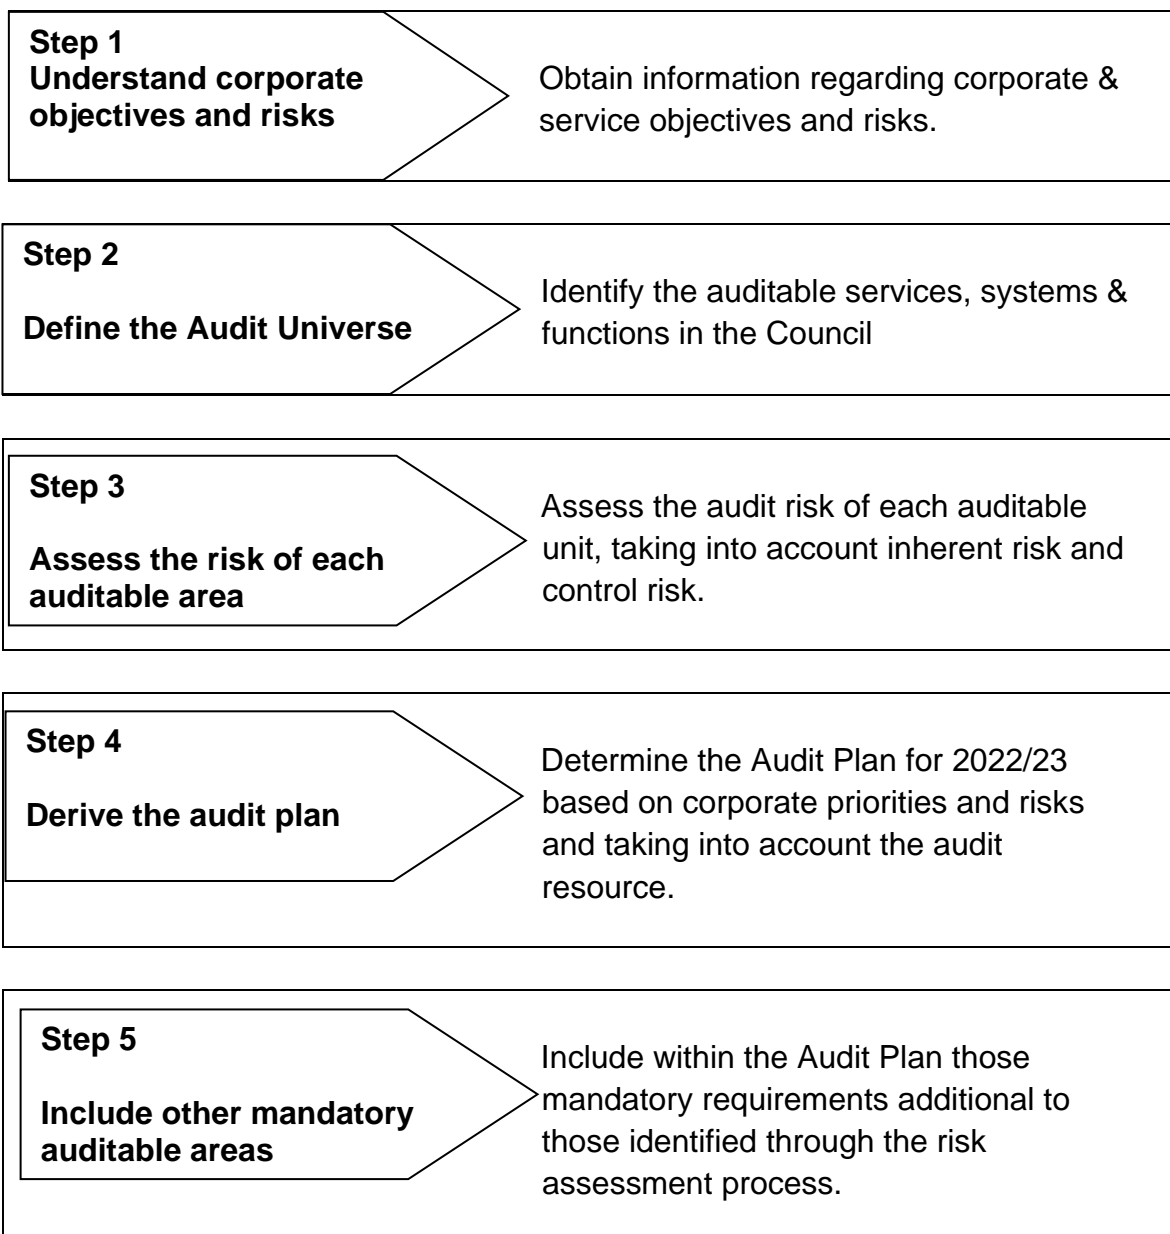 Step 1
Understand corporate
objectives and risks
Obtain information regarding corporate &
service objectives and risks.
Step 2
Define the Audit Universe
Identify the auditable services, systems &
functions in the Council
Step 3
Assess the risk of each
auditable area
Assess the audit risk of each auditable
unit, taking into account inherent risk and
control risk.
Step 4
Derive the audit plan
Determine the Audit Plan for 2022/23
based on corporate priorities and risks
and taking into account the audit
resource.
Step 5
Include other mandatory
auditable areas
Include within the Audit Plan those
mandatory requirements additional to
those identified through the risk
assessment process.